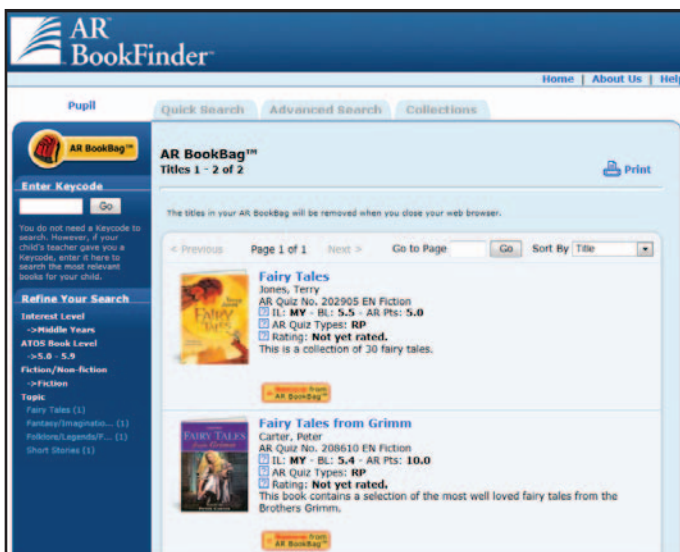 AR
BookFinder™
Home | About Us | Help
Pupil
Quick Search
Advanced Search
Collections
AR BookBag™
AR BookBag™
Titles 1 - 2 of 2
Print
Enter Keycode
Go
You do not need a Keycode to
search. However, if your
child's teacher gave you a
Keycode, enter it here to
search the most relevant
books for your child.
Refine Your Search
Interest Level
->Middle Years
ATOS Book Level
->5.0 - 5.9
Fiction/Non-fiction
->Fiction
Topic
Fairy Tales (1)
Fantasy/Imaginatio... (1)
Folklore/Legends/F... (1)
Short Stories (1)
The titles in your AR BookBag will be removed when you close your web browser.
< Previous Page 1 of 1 Next > Go to Page Go Sort By Title
FAIRY TALES
Fairy Tales
Jones, Terry
AR Quiz No. 202905 EN Fiction
? IL: MY - BL: 5.5 - AR Pts: 5.0
? AR Quiz Types: RP
? Rating: Not yet rated.
This is a collection of 30 fairy tales.
Remove from
AR BookBag™
FAIRY TALES
from Grimm
Fairy Tales from Grimm
Carter, Peter
AR Quiz No. 208610 EN Fiction
? IL: MY - BL: 5.4 - AR Pts: 10.0
? AR Quiz Types: RP
? Rating: Not yet rated.
This book contains a selection of the most well loved fairy tales from the
Brothers Grimm.
Remove from
AR BookBag™